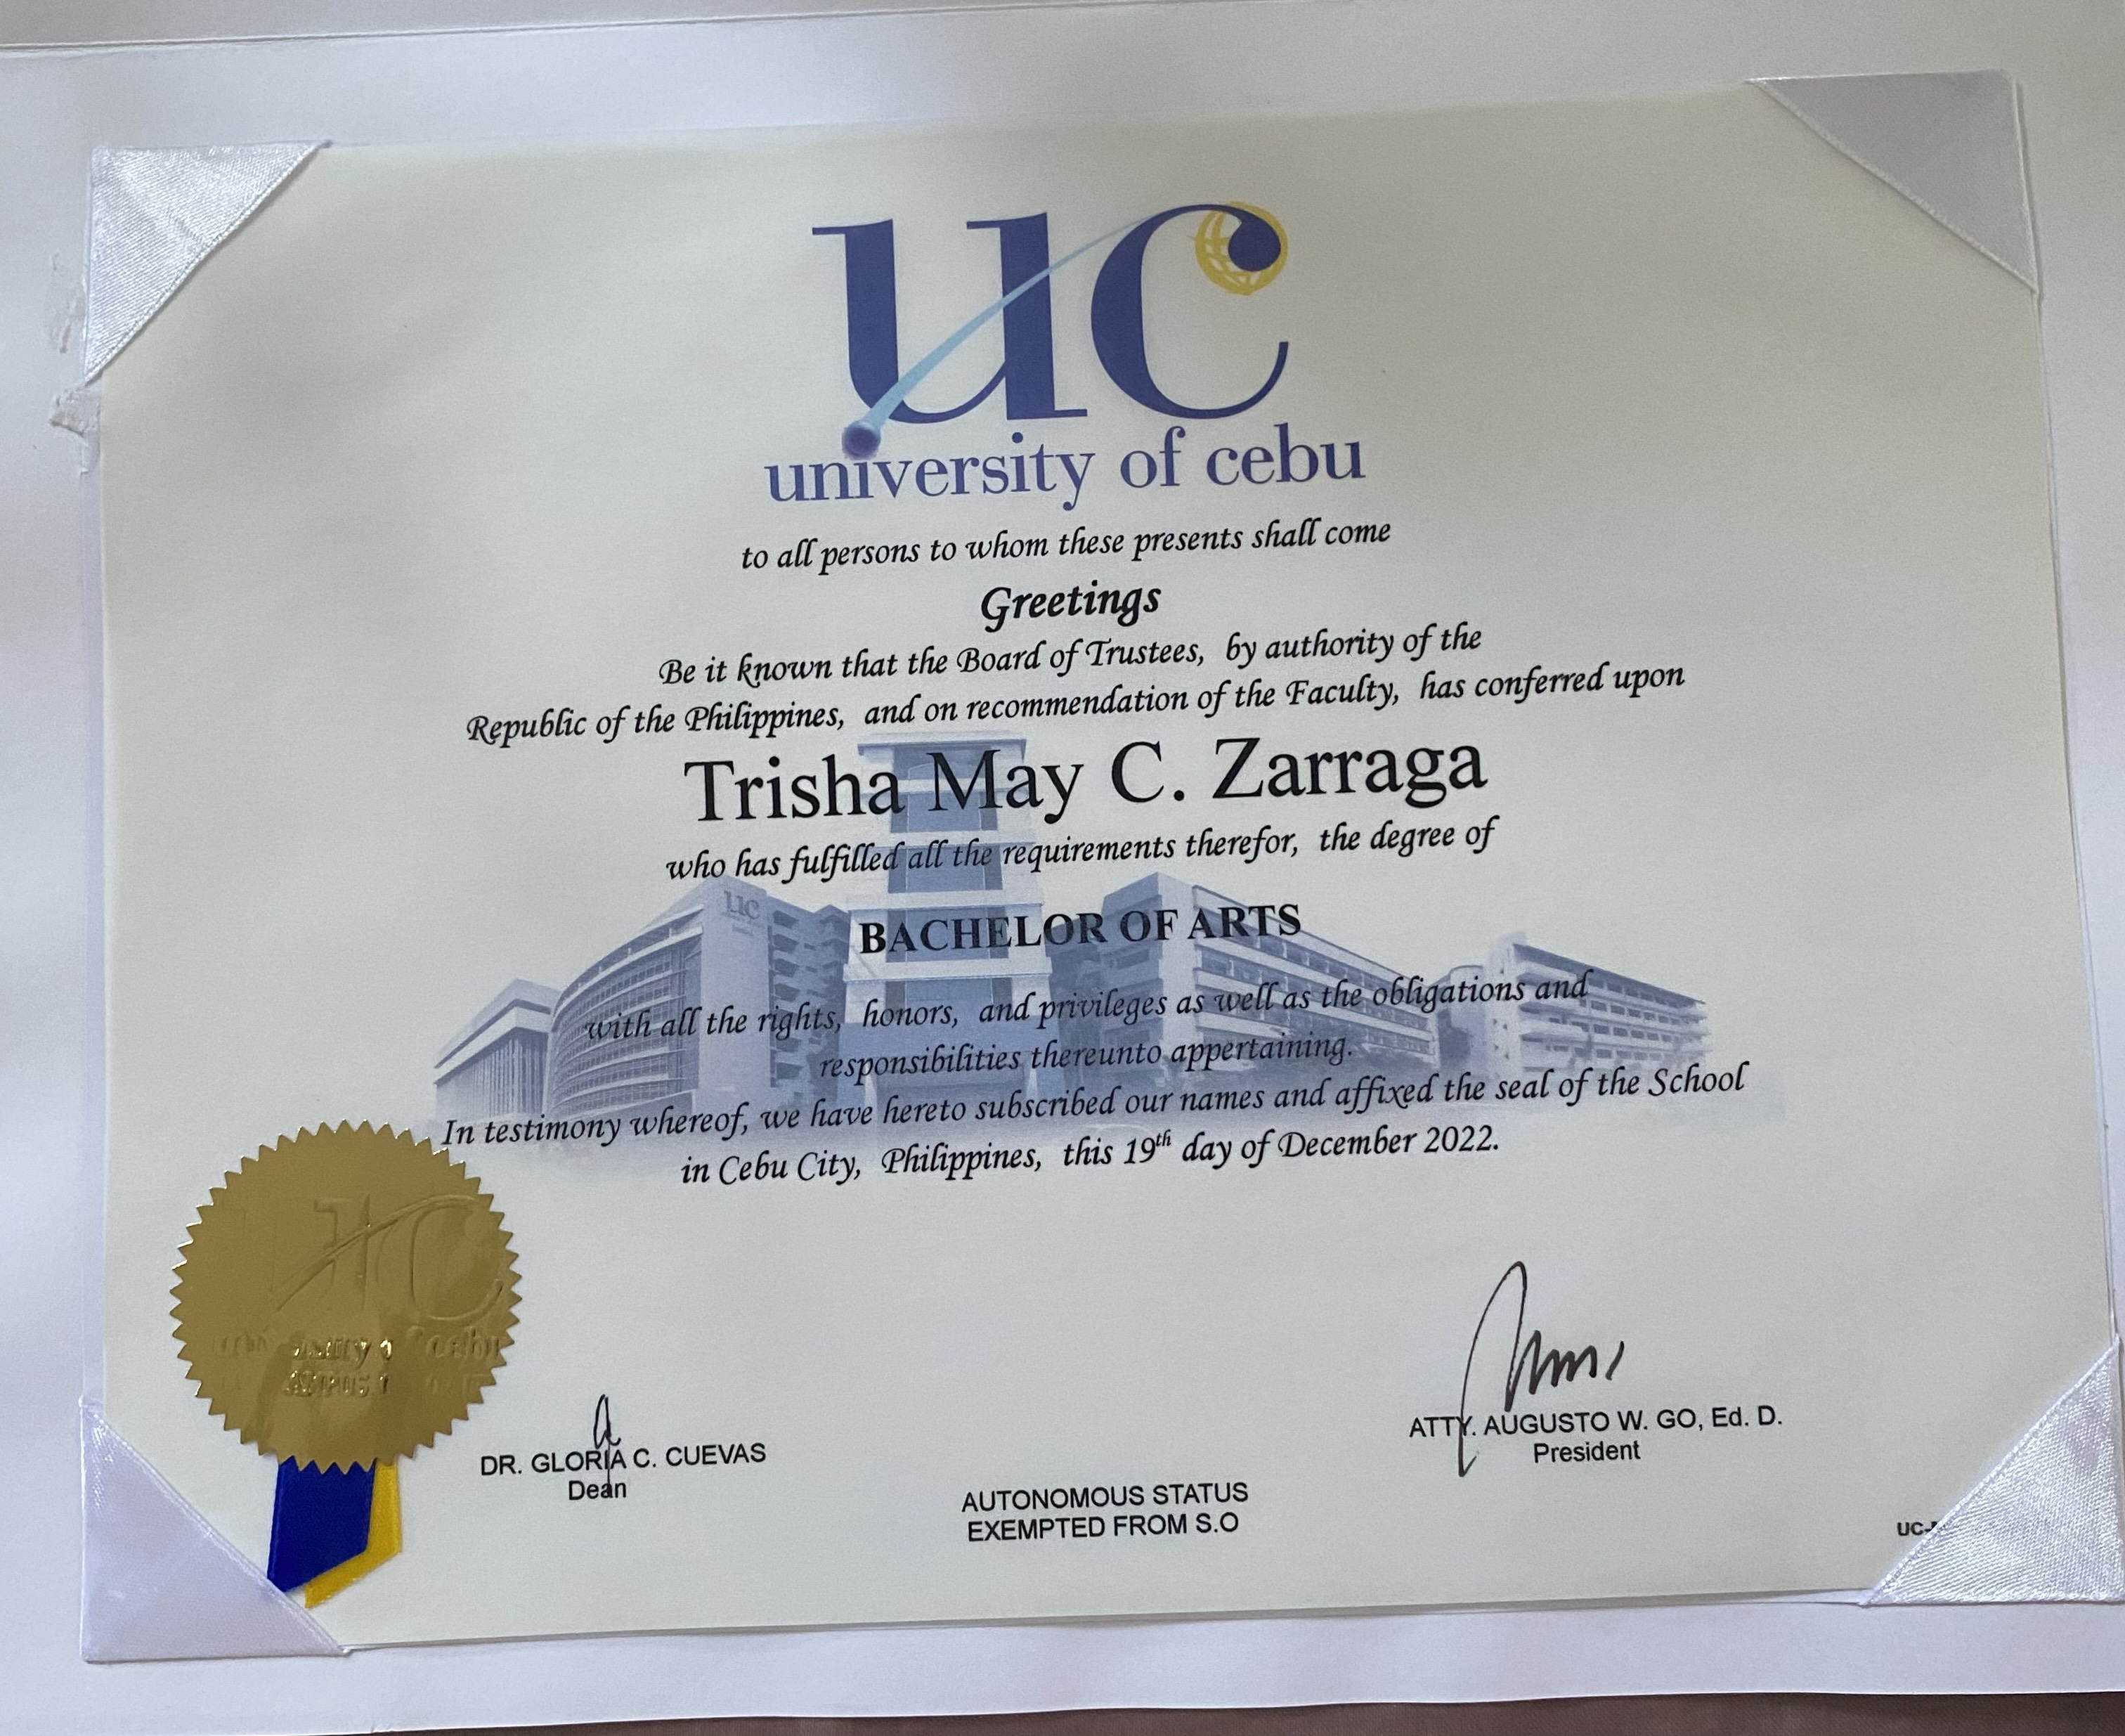 uc
university of cebu
to all persons to whom these presents shall come
Greetings
Be it known that the Board of Trustees, by authority of the
Republic of the Philippines, and on recommendation of the Faculty, has conferred upon
Trisha May C. Zarraga
who has fulfilled all the requirements therefor, the degree of
uc
BACHELOR OF ARTS
with all the rights, honors, and privileges as well as the obligations and
responsibilities thereunto appertaining.
In testimony whereof, we have hereto subscribed our names and affixed the seal of the School
in Cebu City, Philippines, this 19th day of December 2022.
UC
DR. GLORIA C. CUEVAS
Dean
ATTY. AUGUSTO W. GO, Ed. D.
President
AUTONOMOUS STATUS
EXEMPTED FROM S.O
UC-